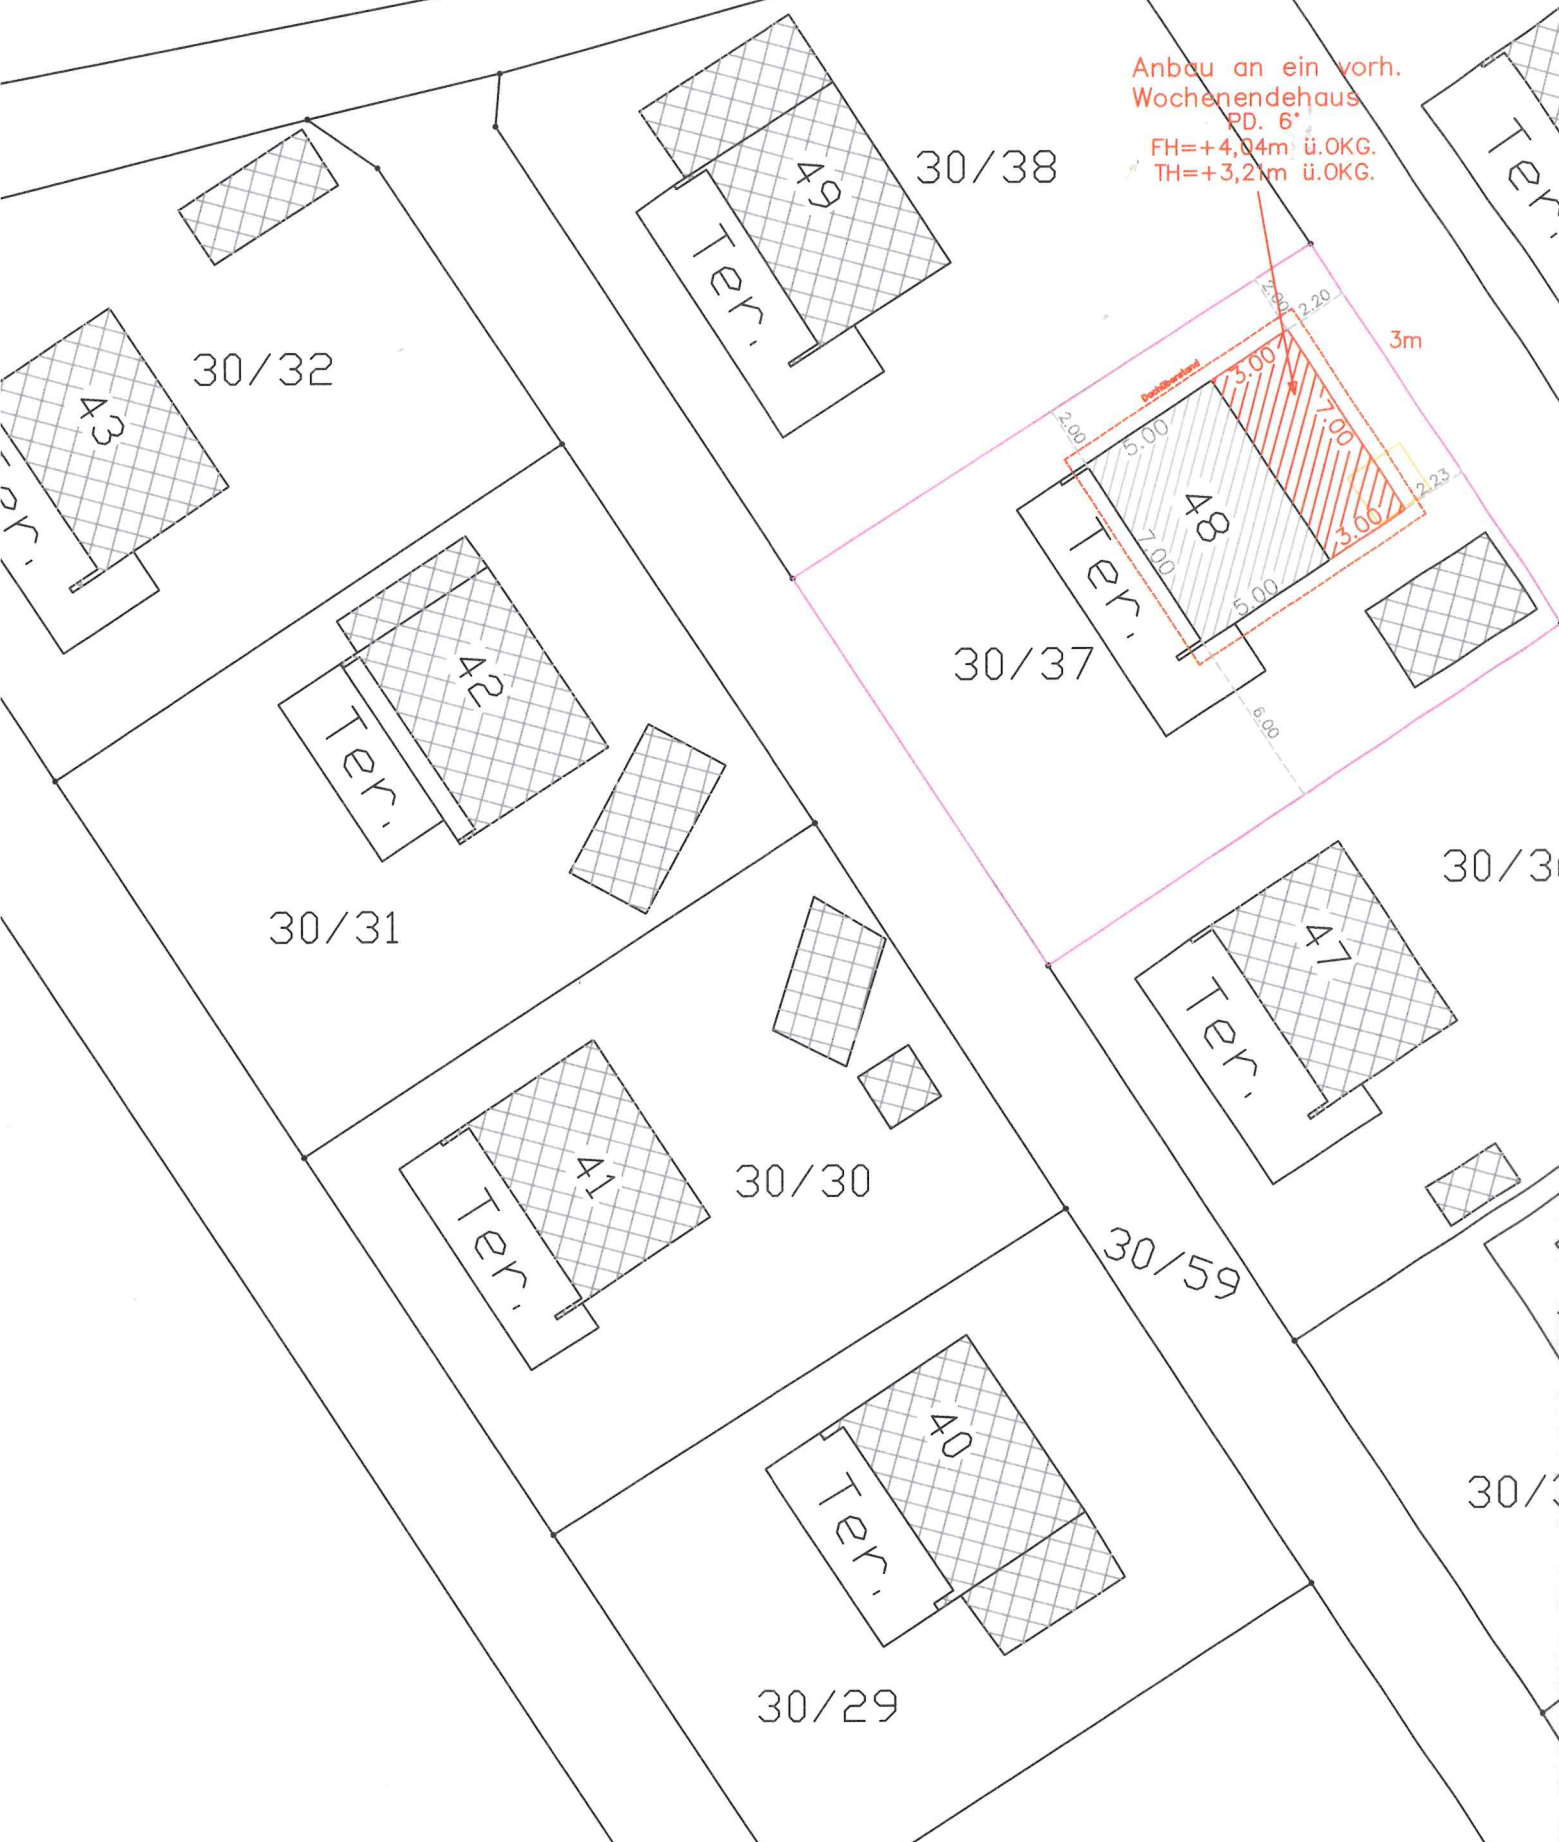 Anbau an ein vorh.
Wochenendehaus
PD. 6°
FH=+4,04m ü.OKG.
TH=+3,21m ü.OKG.
30/38
49
Ter.
Ter.
2.00
2.20
3m
30/32
43
Dachüberstand
3.00
7.00
2.00
5.00
48
2.23
3.00
7.00
Ter.
5.00
30/37
6.00
42
Ter.
30/31
47
Ter.
41
Ter.
30/30
30/59
40
Ter.
30/29